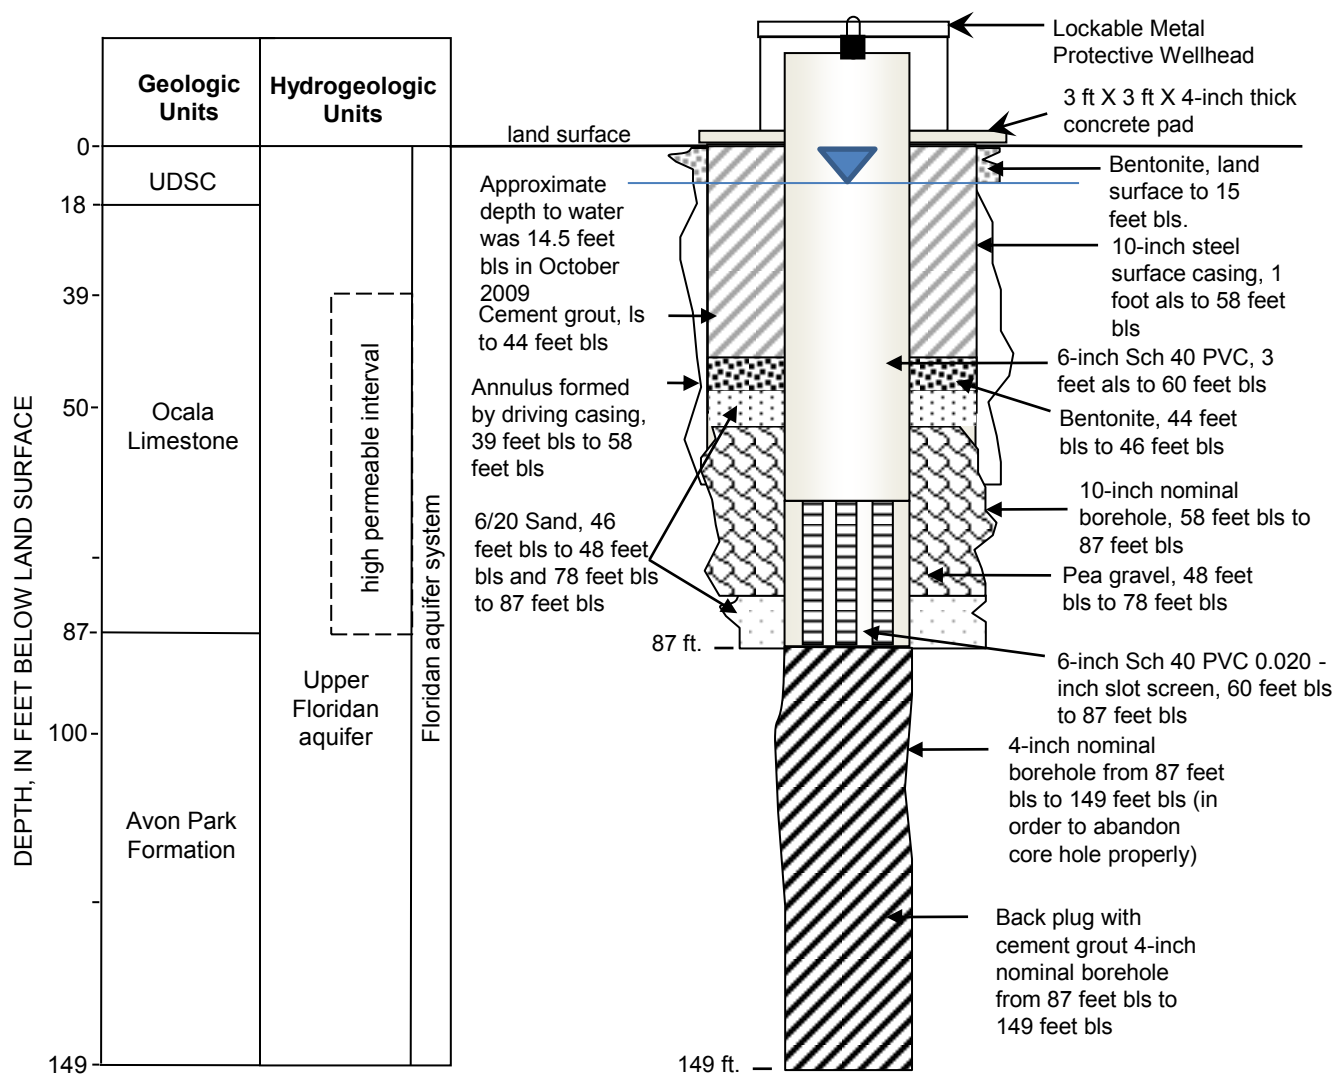 Geologic
Units
Hydrogeologic
Units
DEPTH, IN FEET BELOW LAND SURFACE
0
18
39
50
87
100
149
UDSC
Ocala
Limestone
Avon Park
Formation
high permeable interval
Upper
Floridan
aquifer
Floridan aquifer system
land surface
Approximate
depth to water
was 14.5 feet
bls in October
2009
Cement grout, ls
to 44 feet bls
Annulus formed
by driving casing,
39 feet bls to 58
feet bls
6/20 Sand, 46
feet bls to 48 feet
bls and 78 feet bls
to 87 feet bls
87 ft.
149 ft.
Lockable Metal
Protective Wellhead
3 ft X 3 ft X 4-inch thick
concrete pad
Bentonite, land
surface to 15
feet bls.
10-inch steel
surface casing, 1
foot als to 58 feet
bls
6-inch Sch 40 PVC, 3
feet als to 60 feet bls
Bentonite, 44 feet
bls to 46 feet bls
10-inch nominal
borehole, 58 feet bls to
87 feet bls
Pea gravel, 48 feet
bls to 78 feet bls
6-inch Sch 40 PVC 0.020 -
inch slot screen, 60 feet bls
to 87 feet bls
4-inch nominal
borehole from 87 feet
bls to 149 feet bls (in
order to abandon
core hole properly)
Back plug with
cement grout 4-inch
nominal borehole
from 87 feet bls to
149 feet bls